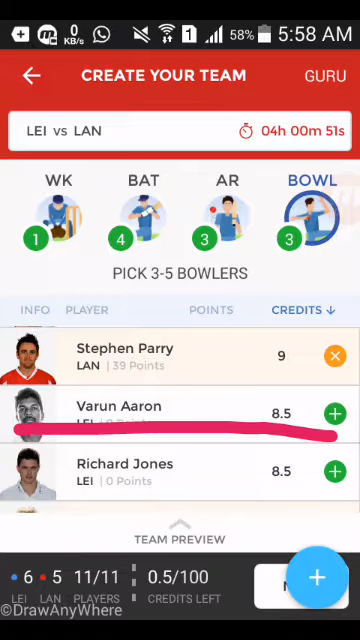 0
KB/s
1
58%
5:58 AM
CREATE YOUR TEAM
GURU
LEI vs LAN
04h 00m 51s
WK BAT AR BOWL
1 4 3 3
PICK 3-5 BOWLERS
INFO PLAYER POINTS CREDITS ↓
Stephen Parry
LAN | 39 Points
9
Varun Aaron
LEI | 0 Points
8.5
Richard Jones
LEI | 0 Points
8.5
TEAM PREVIEW
6 5 11/11 0.5/100
LEI LAN PLAYERS CREDITS LEFT
©DrawAnyWhere